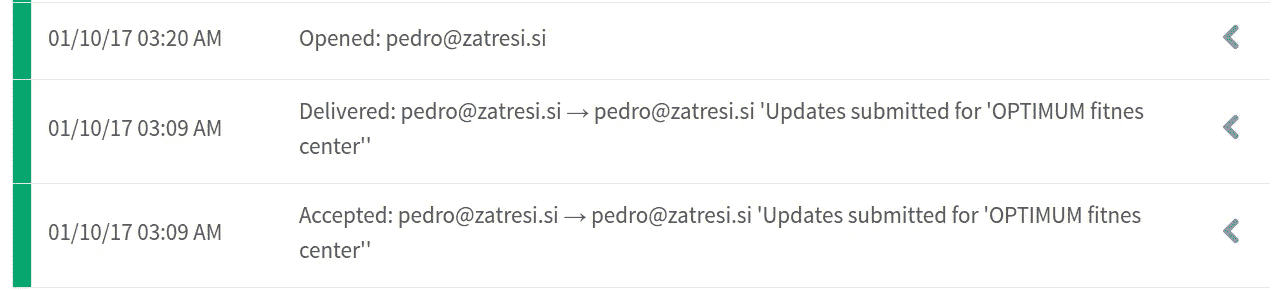 01/10/17 03:20 AM Opened: pedro@zatresi.si
01/10/17 03:09 AM Delivered: pedro@zatresi.si → pedro@zatresi.si 'Updates submitted for 'OPTIMUM fitnes
center''
01/10/17 03:09 AM Accepted: pedro@zatresi.si → pedro@zatresi.si 'Updates submitted for 'OPTIMUM fitnes
center''